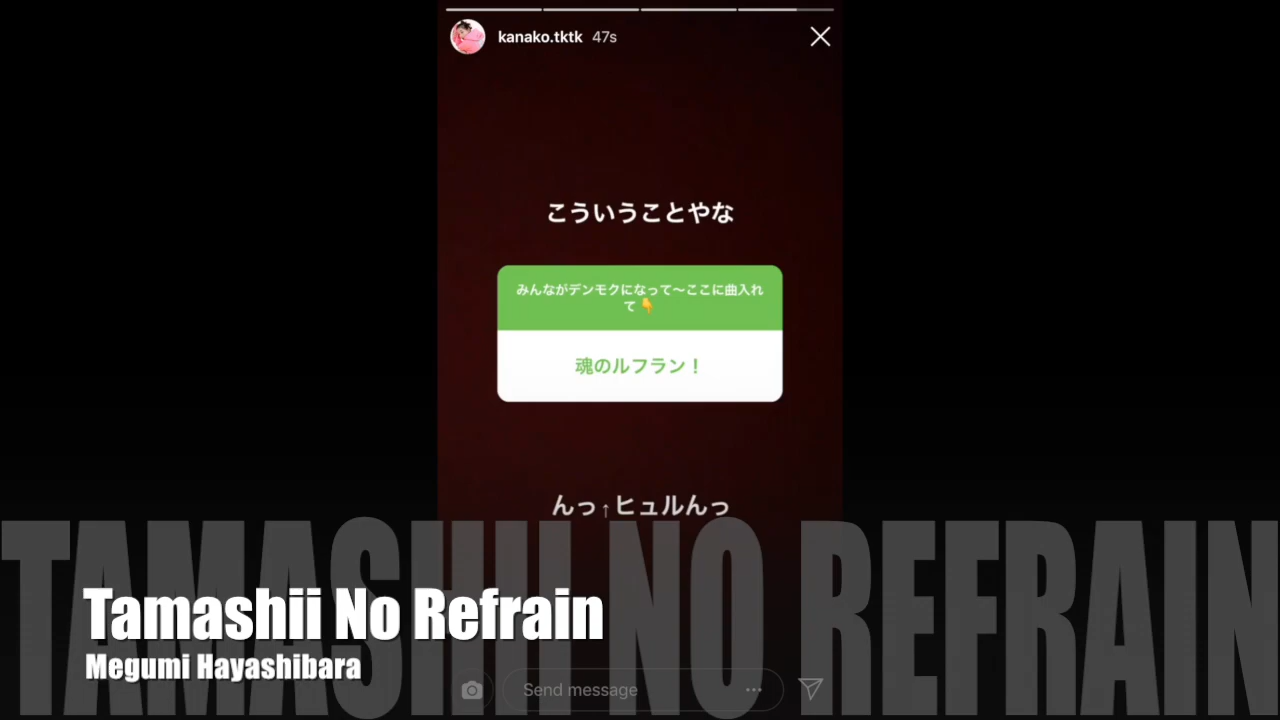 kanako.tktk 47s
こういうことやな
みんながデンモクになって〜ここに曲入れ
て👇
魂のルフラン！
んっ↑ヒュルんっ
TAMASHII NO REFRAIN
Tamashii No Refrain
Megumi Hayashibara
Send message